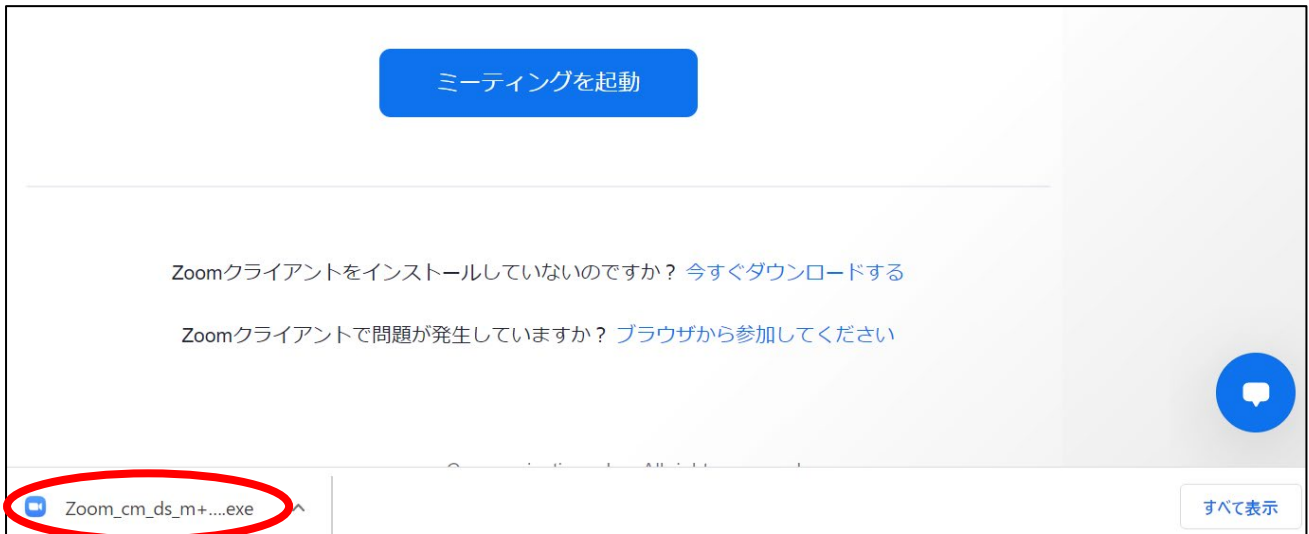 ミーティングを起動
Zoomクライアントをインストールしていないのですか？ 今すぐダウンロードする
Zoomクライアントで問題が発生していますか？ ブラウザから参加してください
Zoom_cm_ds_m+....exe
すべて表示